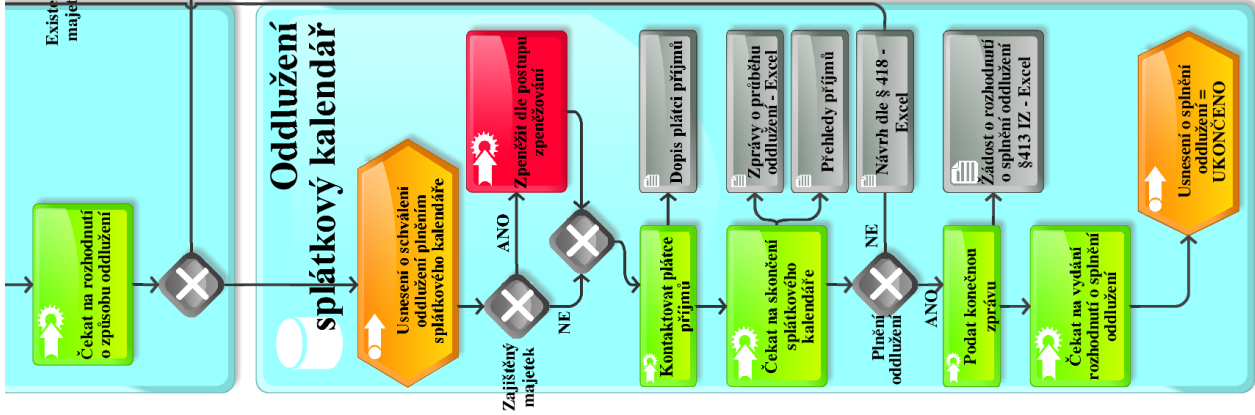 Existe
majet
Čekat na rozhodnutí
o způsobu oddlužení
Oddlužení
splátkový kalendář
Usnesení o schválení
oddlužení plněním
splátkového kalendáře
Zajištěný
majetek
ANO
NE
Zpeněžit dle postupu
zpeněžování
Kontaktovat plátce
příjmů
Dopis plátci příjmů
Čekat na skončení
splátkového
kalendáře
Zprávy o průběhu
oddlužení - Excel
Přehledy příjmů
Plnění
oddlužení
NE
ANO
Návrh dle § 418 -
Excel
Podat konečnou
zprávu
Žádost o rozhodnutí
o splnění oddlužení
§413 IZ - Excel
Čekat na vydání
rozhodnutí o splnění
oddlužení
Usnesení o splnění
oddlužení =
UKONČENO